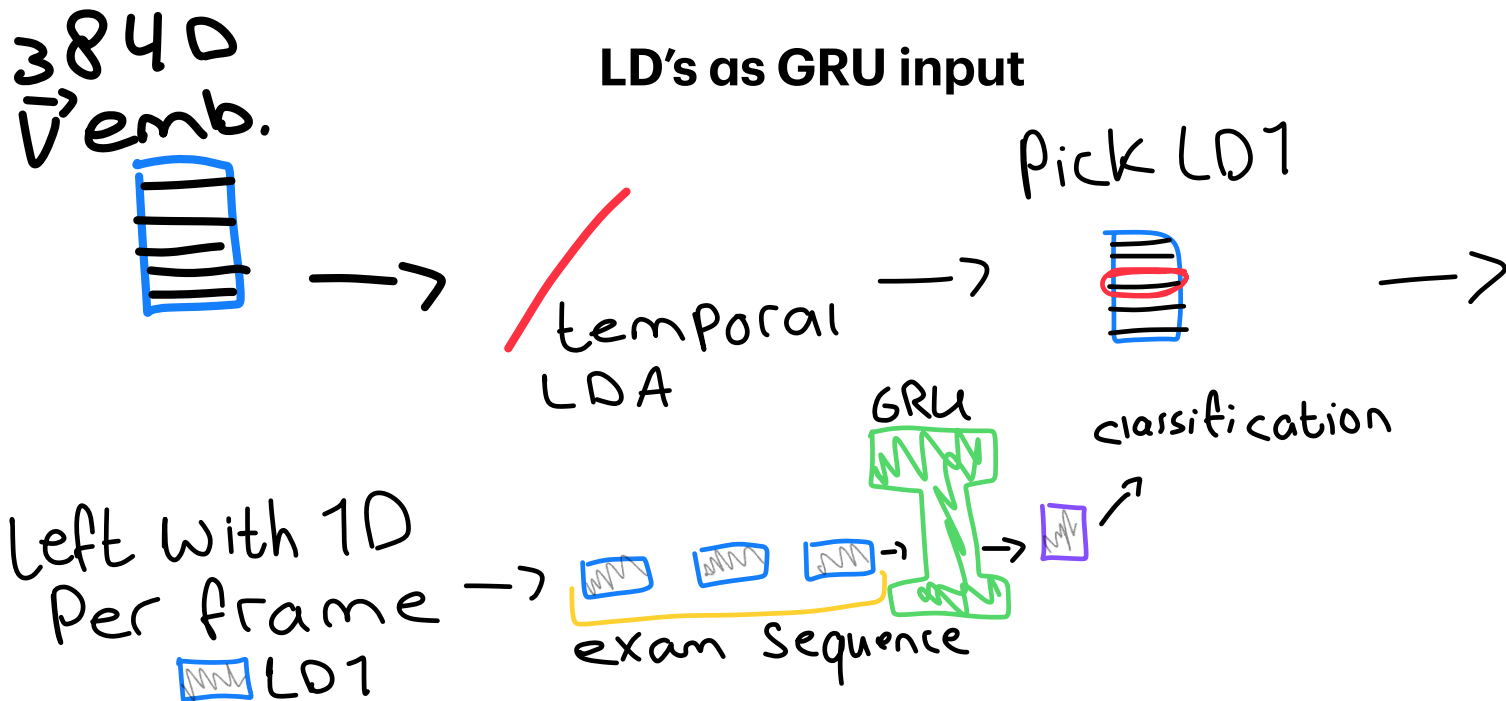 384D
V emb.
LD's as GRU input
Pick LD1
temporal
LDA
GRU
classification
Left with 1D
Per frame
LD1
exam sequence